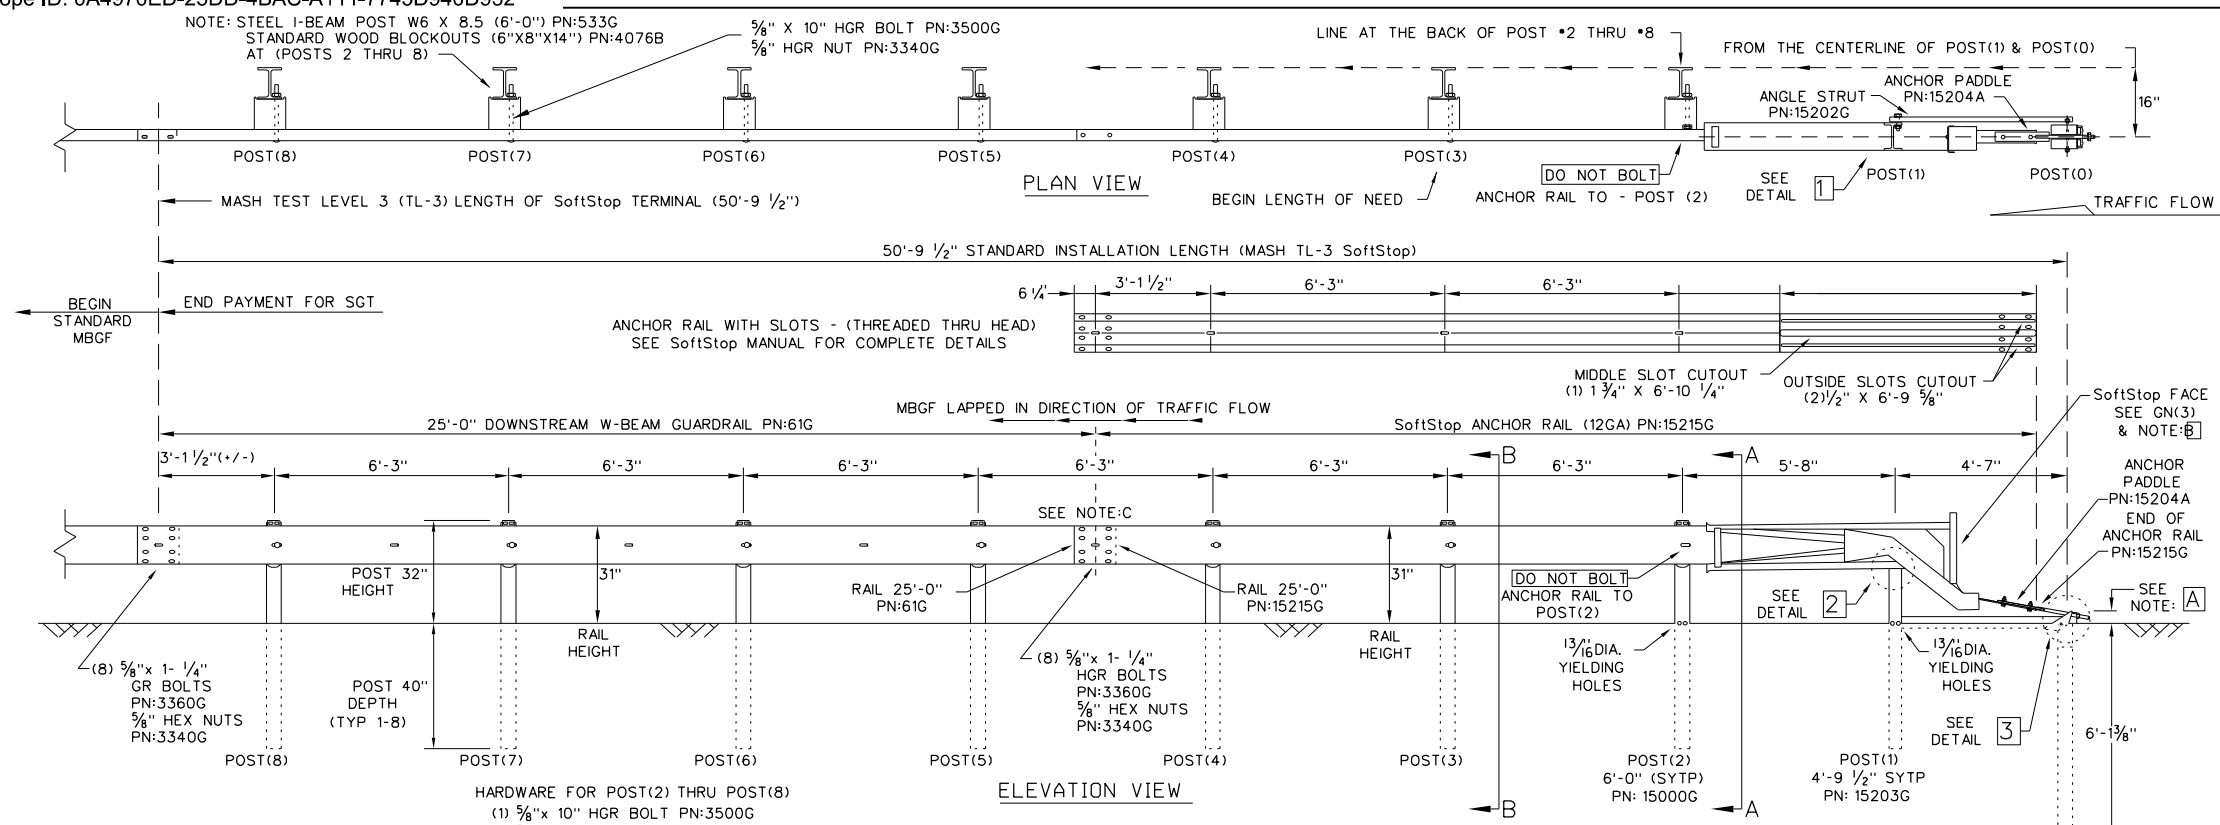 ope ID: 0A4976ED-25DD-4BAC-A111-7745B946B952
NOTE: STEEL I-BEAM POST W6 X 8.5 (6'-0") PN:533G
STANDARD WOOD BLOCKOUTS (6"X8"X14") PN:4076B
AT (POSTS 2 THRU 8)
5/8" X 10" HGR BOLT PN:3500G
5/8" HGR NUT PN:3340G
LINE AT THE BACK OF POST #2 THRU #8
FROM THE CENTERLINE OF POST(1) & POST(0)
ANCHOR PADDLE
PN:15204A
ANGLE STRUT
PN:15202G
16"
POST(8)
POST(7)
POST(6)
POST(5)
POST(4)
POST(3)
DO NOT BOLT
ANCHOR RAIL TO - POST (2)
SEE
DETAIL 1
POST(1)
POST(0)
PLAN VIEW
BEGIN LENGTH OF NEED
MASH TEST LEVEL 3 (TL-3) LENGTH OF SoftStop TERMINAL (50'-9 1/2")
TRAFFIC FLOW
50'-9 1/2" STANDARD INSTALLATION LENGTH (MASH TL-3 SoftStop)
BEGIN
STANDARD
MBGF
END PAYMENT FOR SGT
6 1/4"
3'-1 1/2"
6'-3"
6'-3"
ANCHOR RAIL WITH SLOTS - (THREADED THRU HEAD)
SEE SoftStop MANUAL FOR COMPLETE DETAILS
MIDDLE SLOT CUTOUT
(1) 1 3/4" X 6'-10 1/4"
OUTSIDE SLOTS CUTOUT
(2)1/2" X 6'-9 5/8"
SoftStop FACE
SEE GN(3)
& NOTE:B
MBGF LAPPED IN DIRECTION OF TRAFFIC FLOW
25'-0" DOWNSTREAM W-BEAM GUARDRAIL PN:61G
SoftStop ANCHOR RAIL (12GA) PN:15215G
3'-1 1/2"(+/-)
6'-3"
6'-3"
6'-3"
6'-3"
6'-3"
6'-3"
5'-8"
4'-7"
B
A
ANCHOR
PADDLE
PN:15204A
END OF
ANCHOR RAIL
PN:15215G
SEE NOTE:C
POST 32"
HEIGHT
31"
RAIL 25'-0"
PN:61G
RAIL 25'-0"
PN:15215G
31"
DO NOT BOLT
ANCHOR RAIL TO
POST(2)
SEE
DETAIL 2
SEE
NOTE: A
RAIL
HEIGHT
RAIL
HEIGHT
13/16"DIA.
YIELDING
HOLES
13/16"DIA.
YIELDING
HOLES
(8) 5/8"x 1- 1/4"
GR BOLTS
PN:3360G
5/8" HEX NUTS
PN:3340G
POST 40"
DEPTH
(TYP 1-8)
(8) 5/8"x 1- 1/4"
HGR BOLTS
PN:3360G
5/8" HEX NUTS
PN:3340G
SEE
DETAIL 3
6'-1 3/8"
POST(8)
POST(7)
POST(6)
POST(5)
POST(4)
POST(3)
POST(2)
6'-0" (SYTP)
PN: 15000G
POST(1)
4'-9 1/2" SYTP
PN: 15203G
HARDWARE FOR POST(2) THRU POST(8)
(1) 5/8"x 10" HGR BOLT PN:3500G
ELEVATION VIEW
B
A